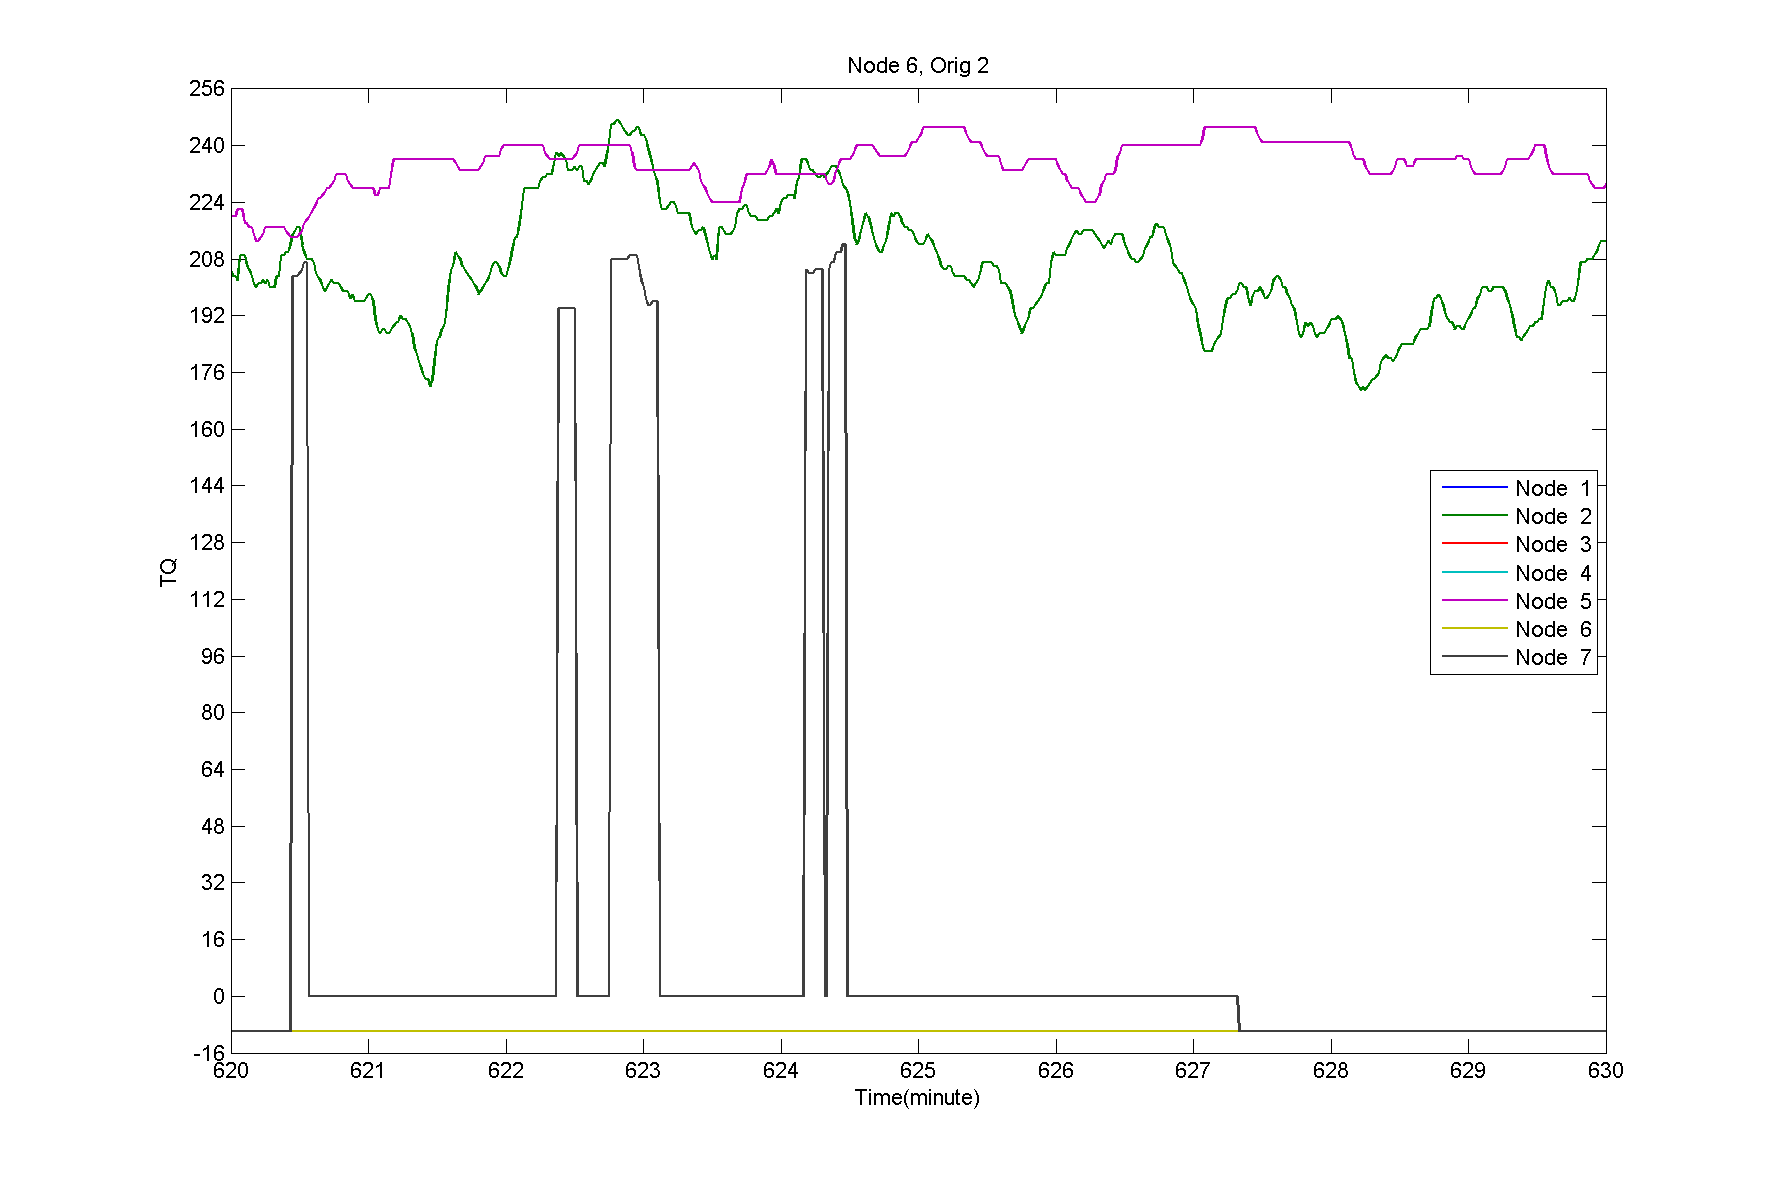 Node 6, Orig 2
256
240
224
208
192
176
160
144
128
112
96
80
64
48
32
16
0
-16
TQ
Node 1
Node 2
Node 3
Node 4
Node 5
Node 6
Node 7
620 621 622 623 624 625 626 627 628 629 630
Time(minute)